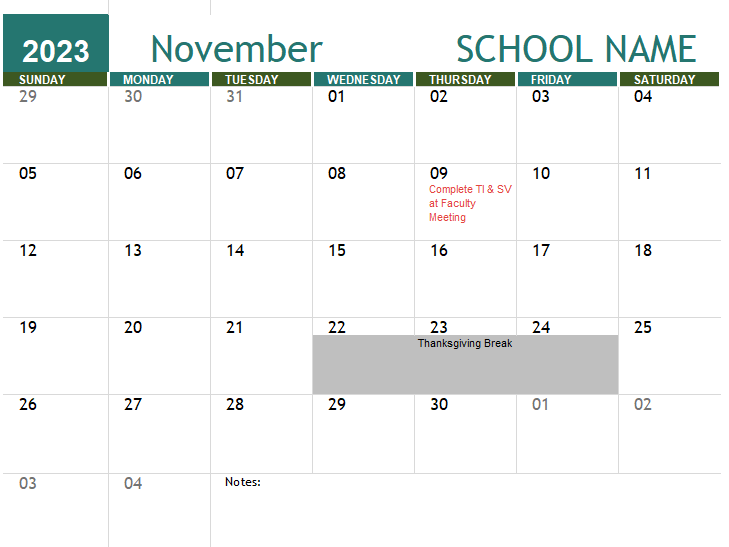 2023 November SCHOOL NAME
SUNDAY MONDAY TUESDAY WEDNESDAY THURSDAY FRIDAY SATURDAY
29 30 31 01 02 03 04
05 06 07 08 09 10 11
Complete TI & SV
at Faculty
Meeting
12 13 14 15 16 17 18
19 20 21 22 23 24 25
Thanksgiving Break
26 27 28 29 30 01 02
03 04 Notes: